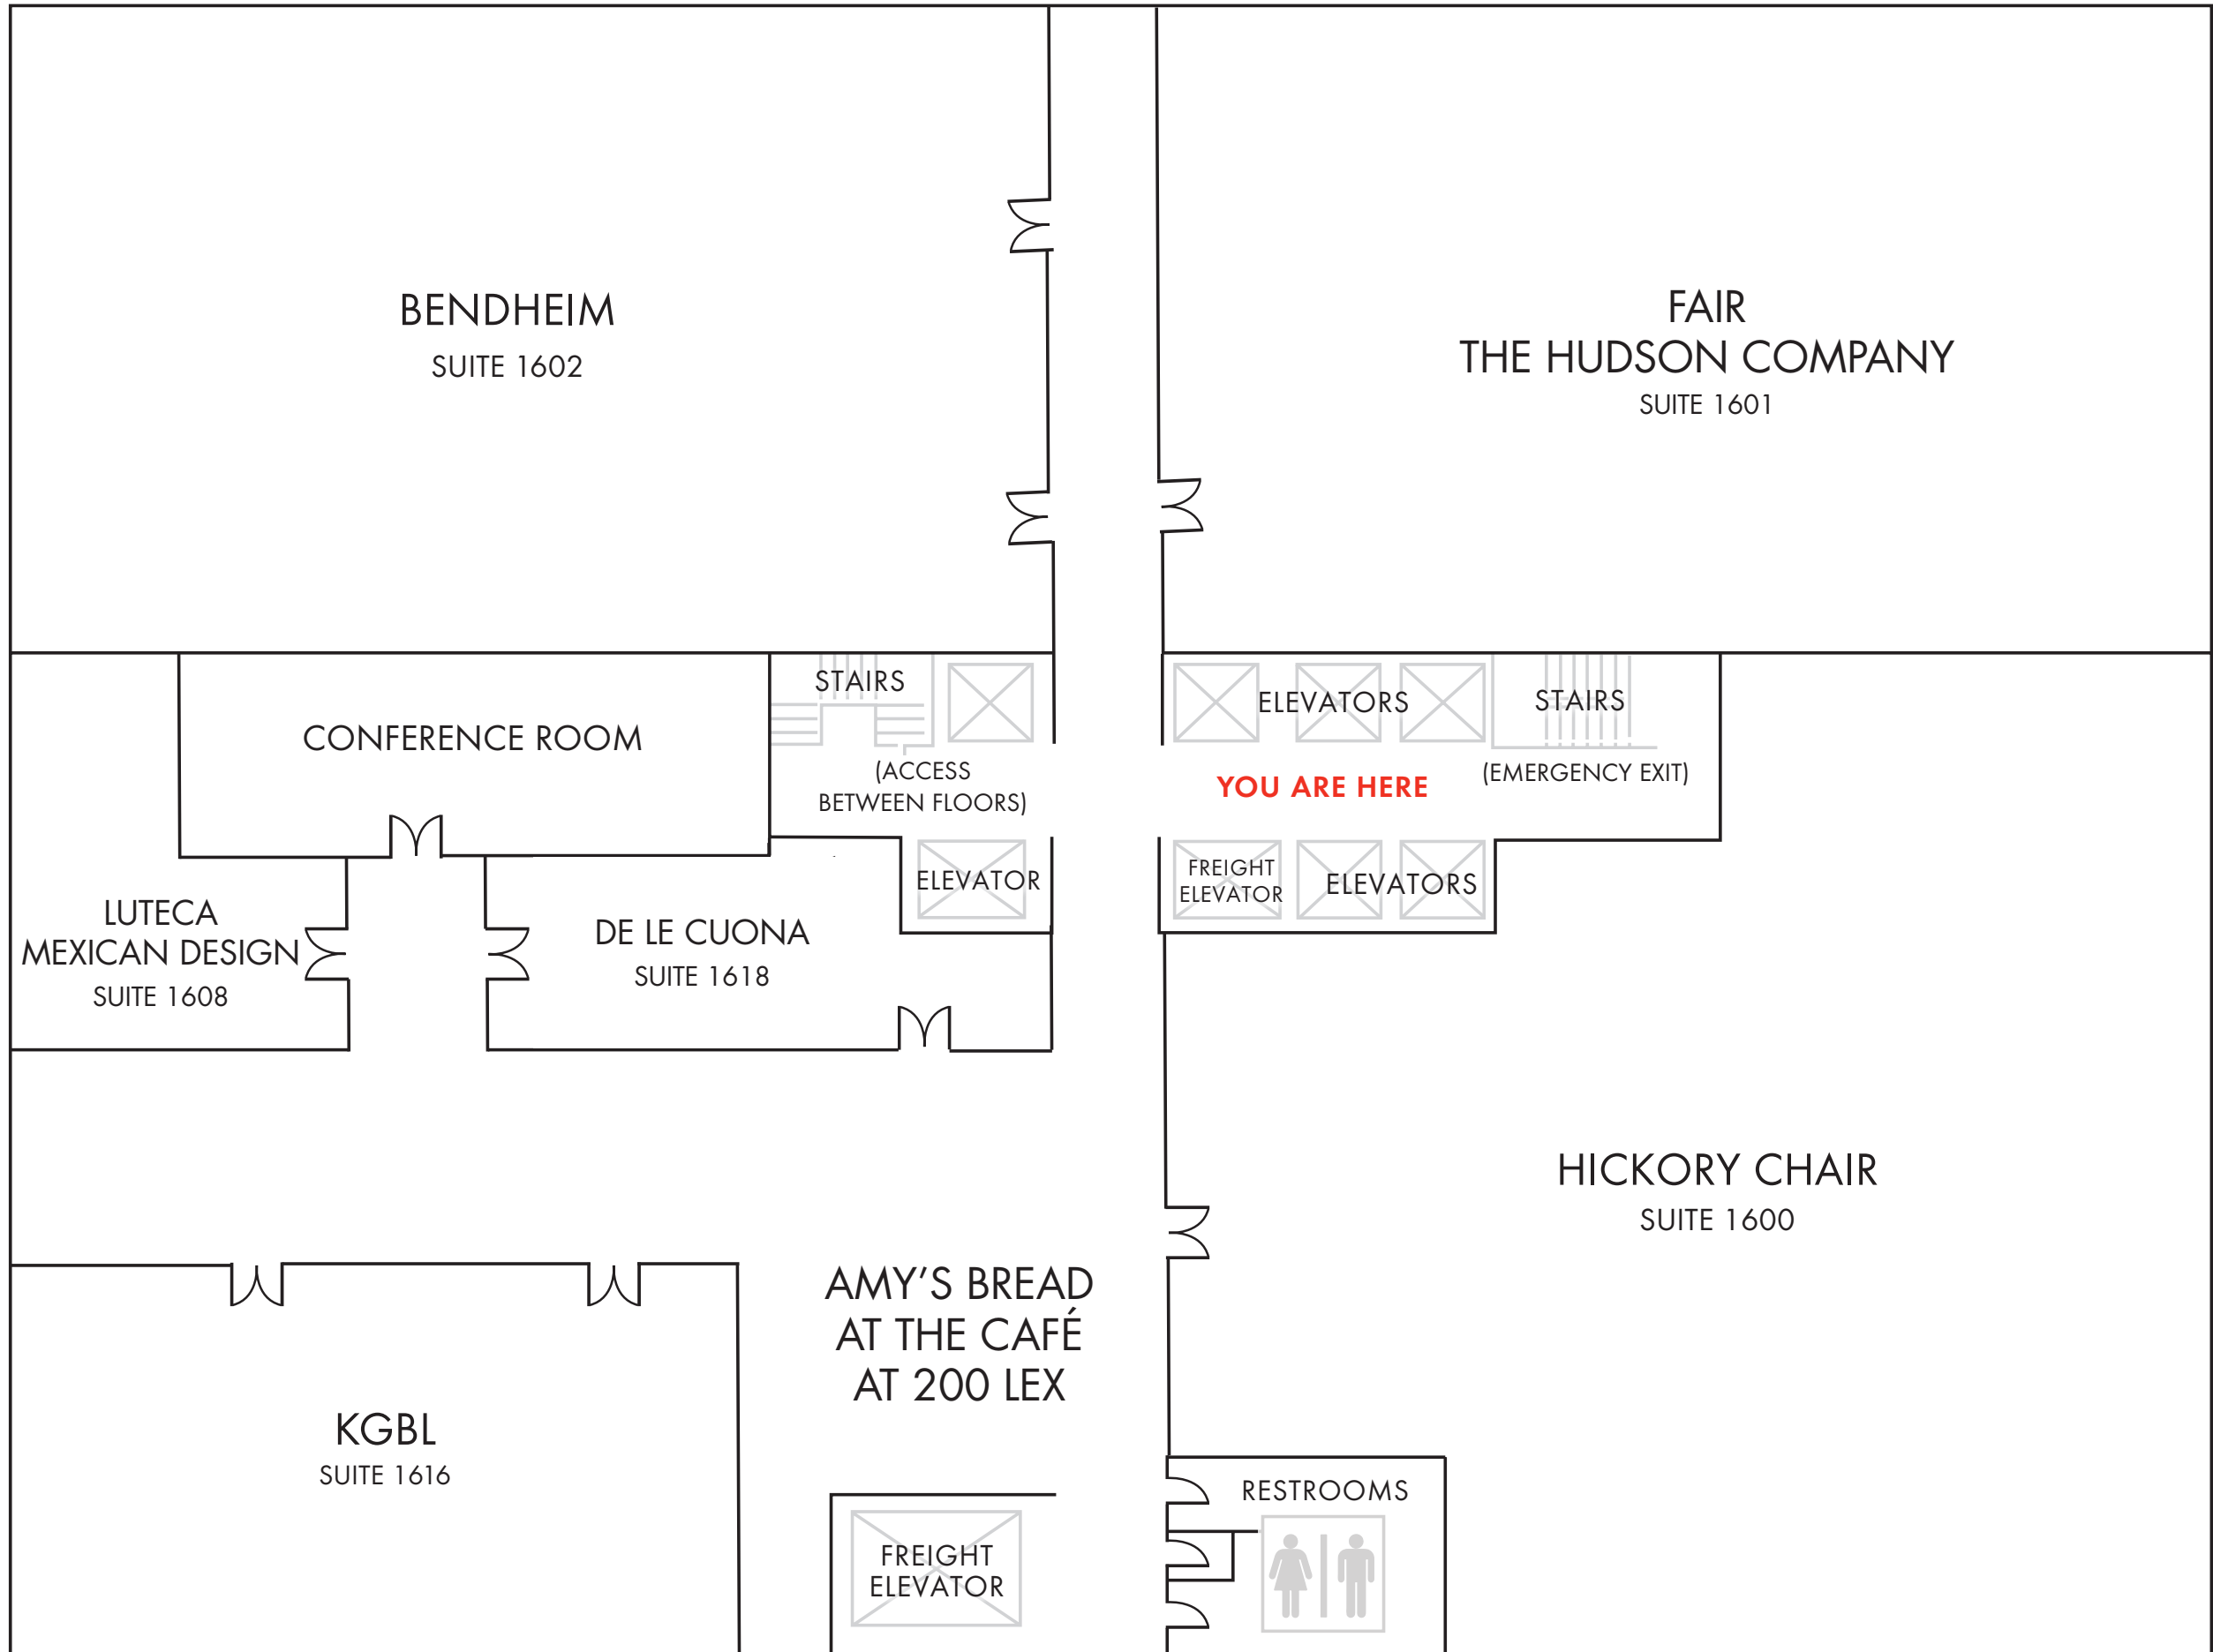 BENDHEIM
SUITE 1602
FAIR
THE HUDSON COMPANY
SUITE 1601
CONFERENCE ROOM
STAIRS
(ACCESS
BETWEEN FLOORS)
ELEVATORS
STAIRS
(EMERGENCY EXIT)
YOU ARE HERE
ELEVATOR
FREIGHT
ELEVATOR
ELEVATORS
LUTECA
MEXICAN DESIGN
SUITE 1608
DE LE CUONA
SUITE 1618
HICKORY CHAIR
SUITE 1600
AMY'S BREAD
AT THE CAFÉ
AT 200 LEX
KGBL
SUITE 1616
FREIGHT
ELEVATOR
RESTROOMS